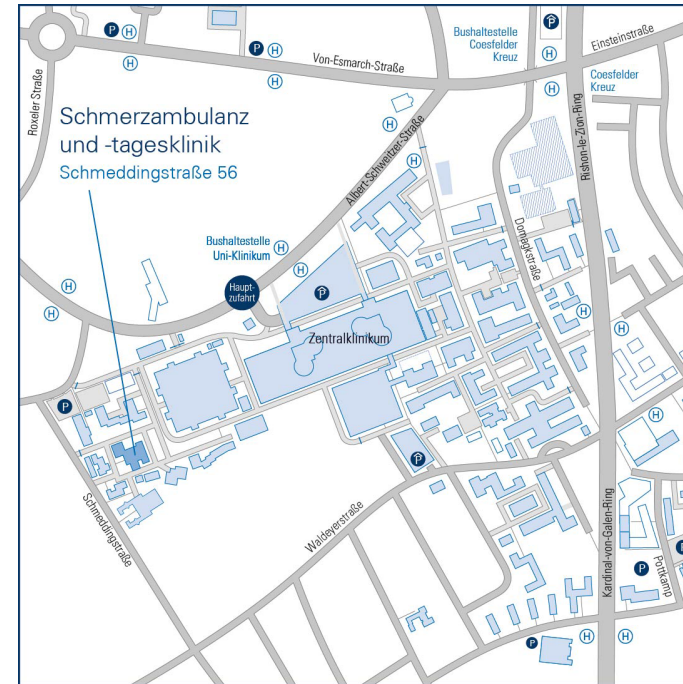 P
H
P
H
H
H
Von-Esmarch-Straße
Bushaltestelle
Coesfelder
Kreuz
P
H
H
Einsteinstraße
Coesfelder
Kreuz
H
Roxeler Straße
Schmerzambulanz
und -tagesklinik
Schmeddingstraße 56
H
Albert-Schweitzer-Straße
H
Rishon-le-Zion-Ring
Domagkstraße
Bushaltestelle
Uni-Klinikum
H
H
Haupt-
zufahrt
P
H
H
Zentralklinikum
H
H
P
H
H
P
Schmeddingstraße
Waldeyerstraße
Kardinal-von-Galen-Ring
P
Pottkamp
P
H
H